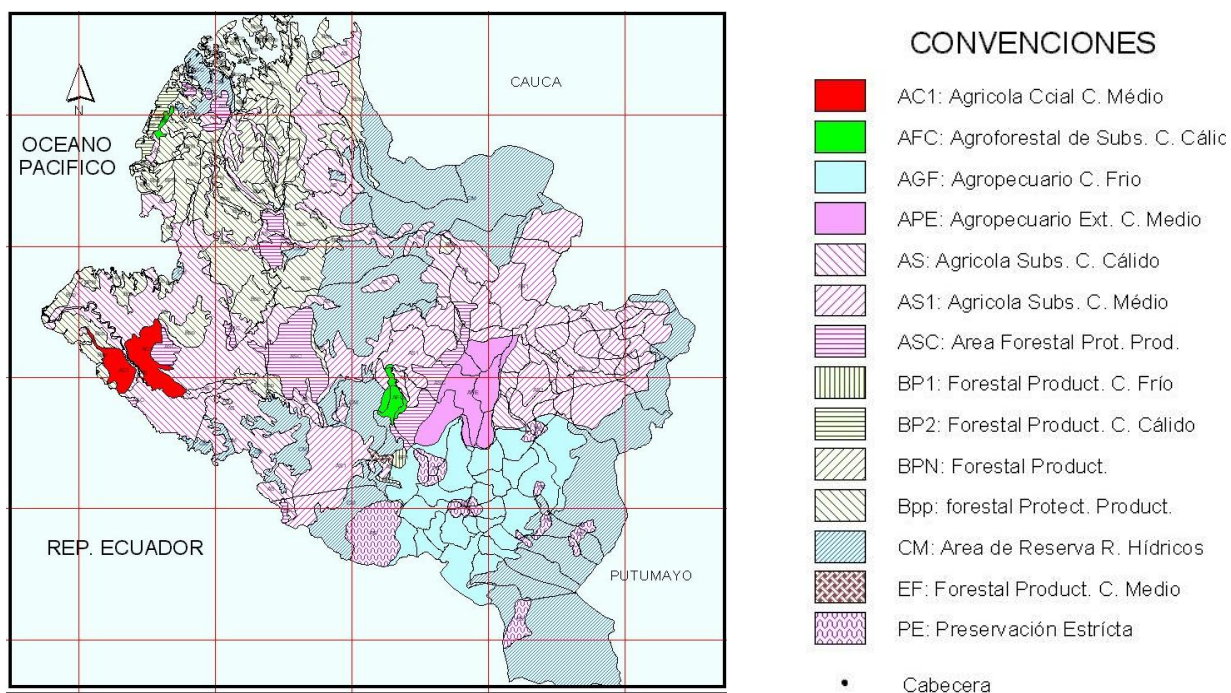 CAUCA
N
OCEANO
PACIFICO
REP. ECUADOR
PUTUMAYO
CONVENCIONES
AC1: Agricola Ccial C. Médio
AFC: Agroforestal de Subs. C. Cálid
AGF: Agropecuario C. Frio
APE: Agropecuario Ext. C. Medio
AS: Agricola Subs. C. Cálido
AS1: Agricola Subs. C. Médio
ASC: Area Forestal Prot. Prod.
BP1: Forestal Product. C. Frío
BP2: Forestal Product. C. Cálido
BPN: Forestal Product.
Bpp: forestal Protect. Product.
CM: Area de Reserva R. Hídricos
EF: Forestal Product. C. Medio
PE: Preservación Estrícta
Cabecera